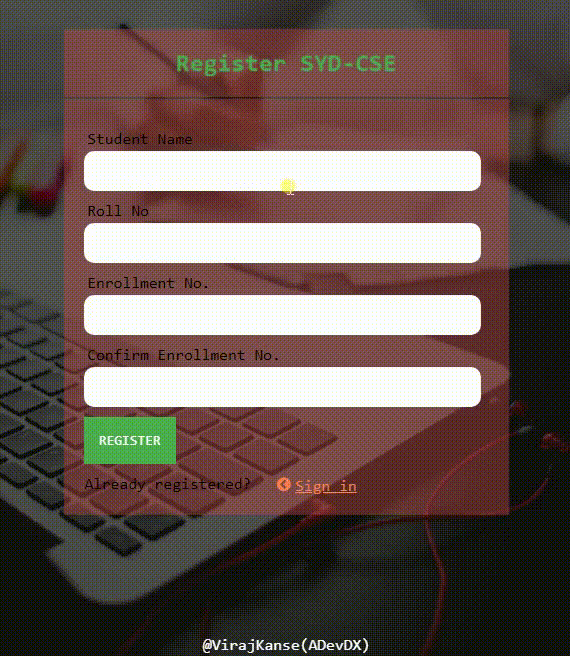 Register SYD-CSE
Student Name
Roll No
Enrollment No.
Confirm Enrollment No.
REGISTER
Already registered? Sign in
@VirajKanse(ADevDX)